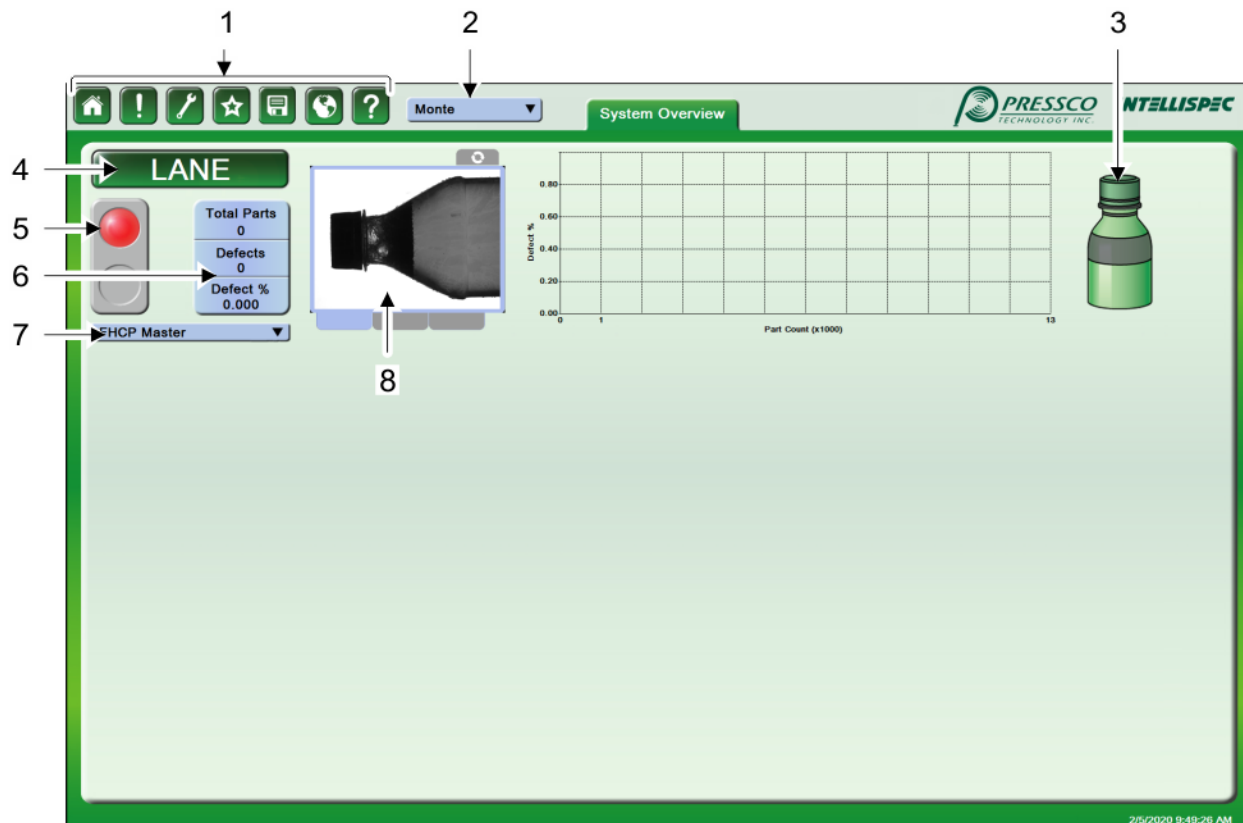 1
2
3
Monte
System Overview
PRESSCO
TECHNOLOGY INC.
NTELLISPEC
4
LANE
5
Total Parts
0
Defects
0
6
Defect %
0.000
7
FHCP Master
8
Defect %
0.80
0.60
0.40
0.20
0.00
0
1
13
Part Count (x1000)
2/5/2020 9:49:26 AM